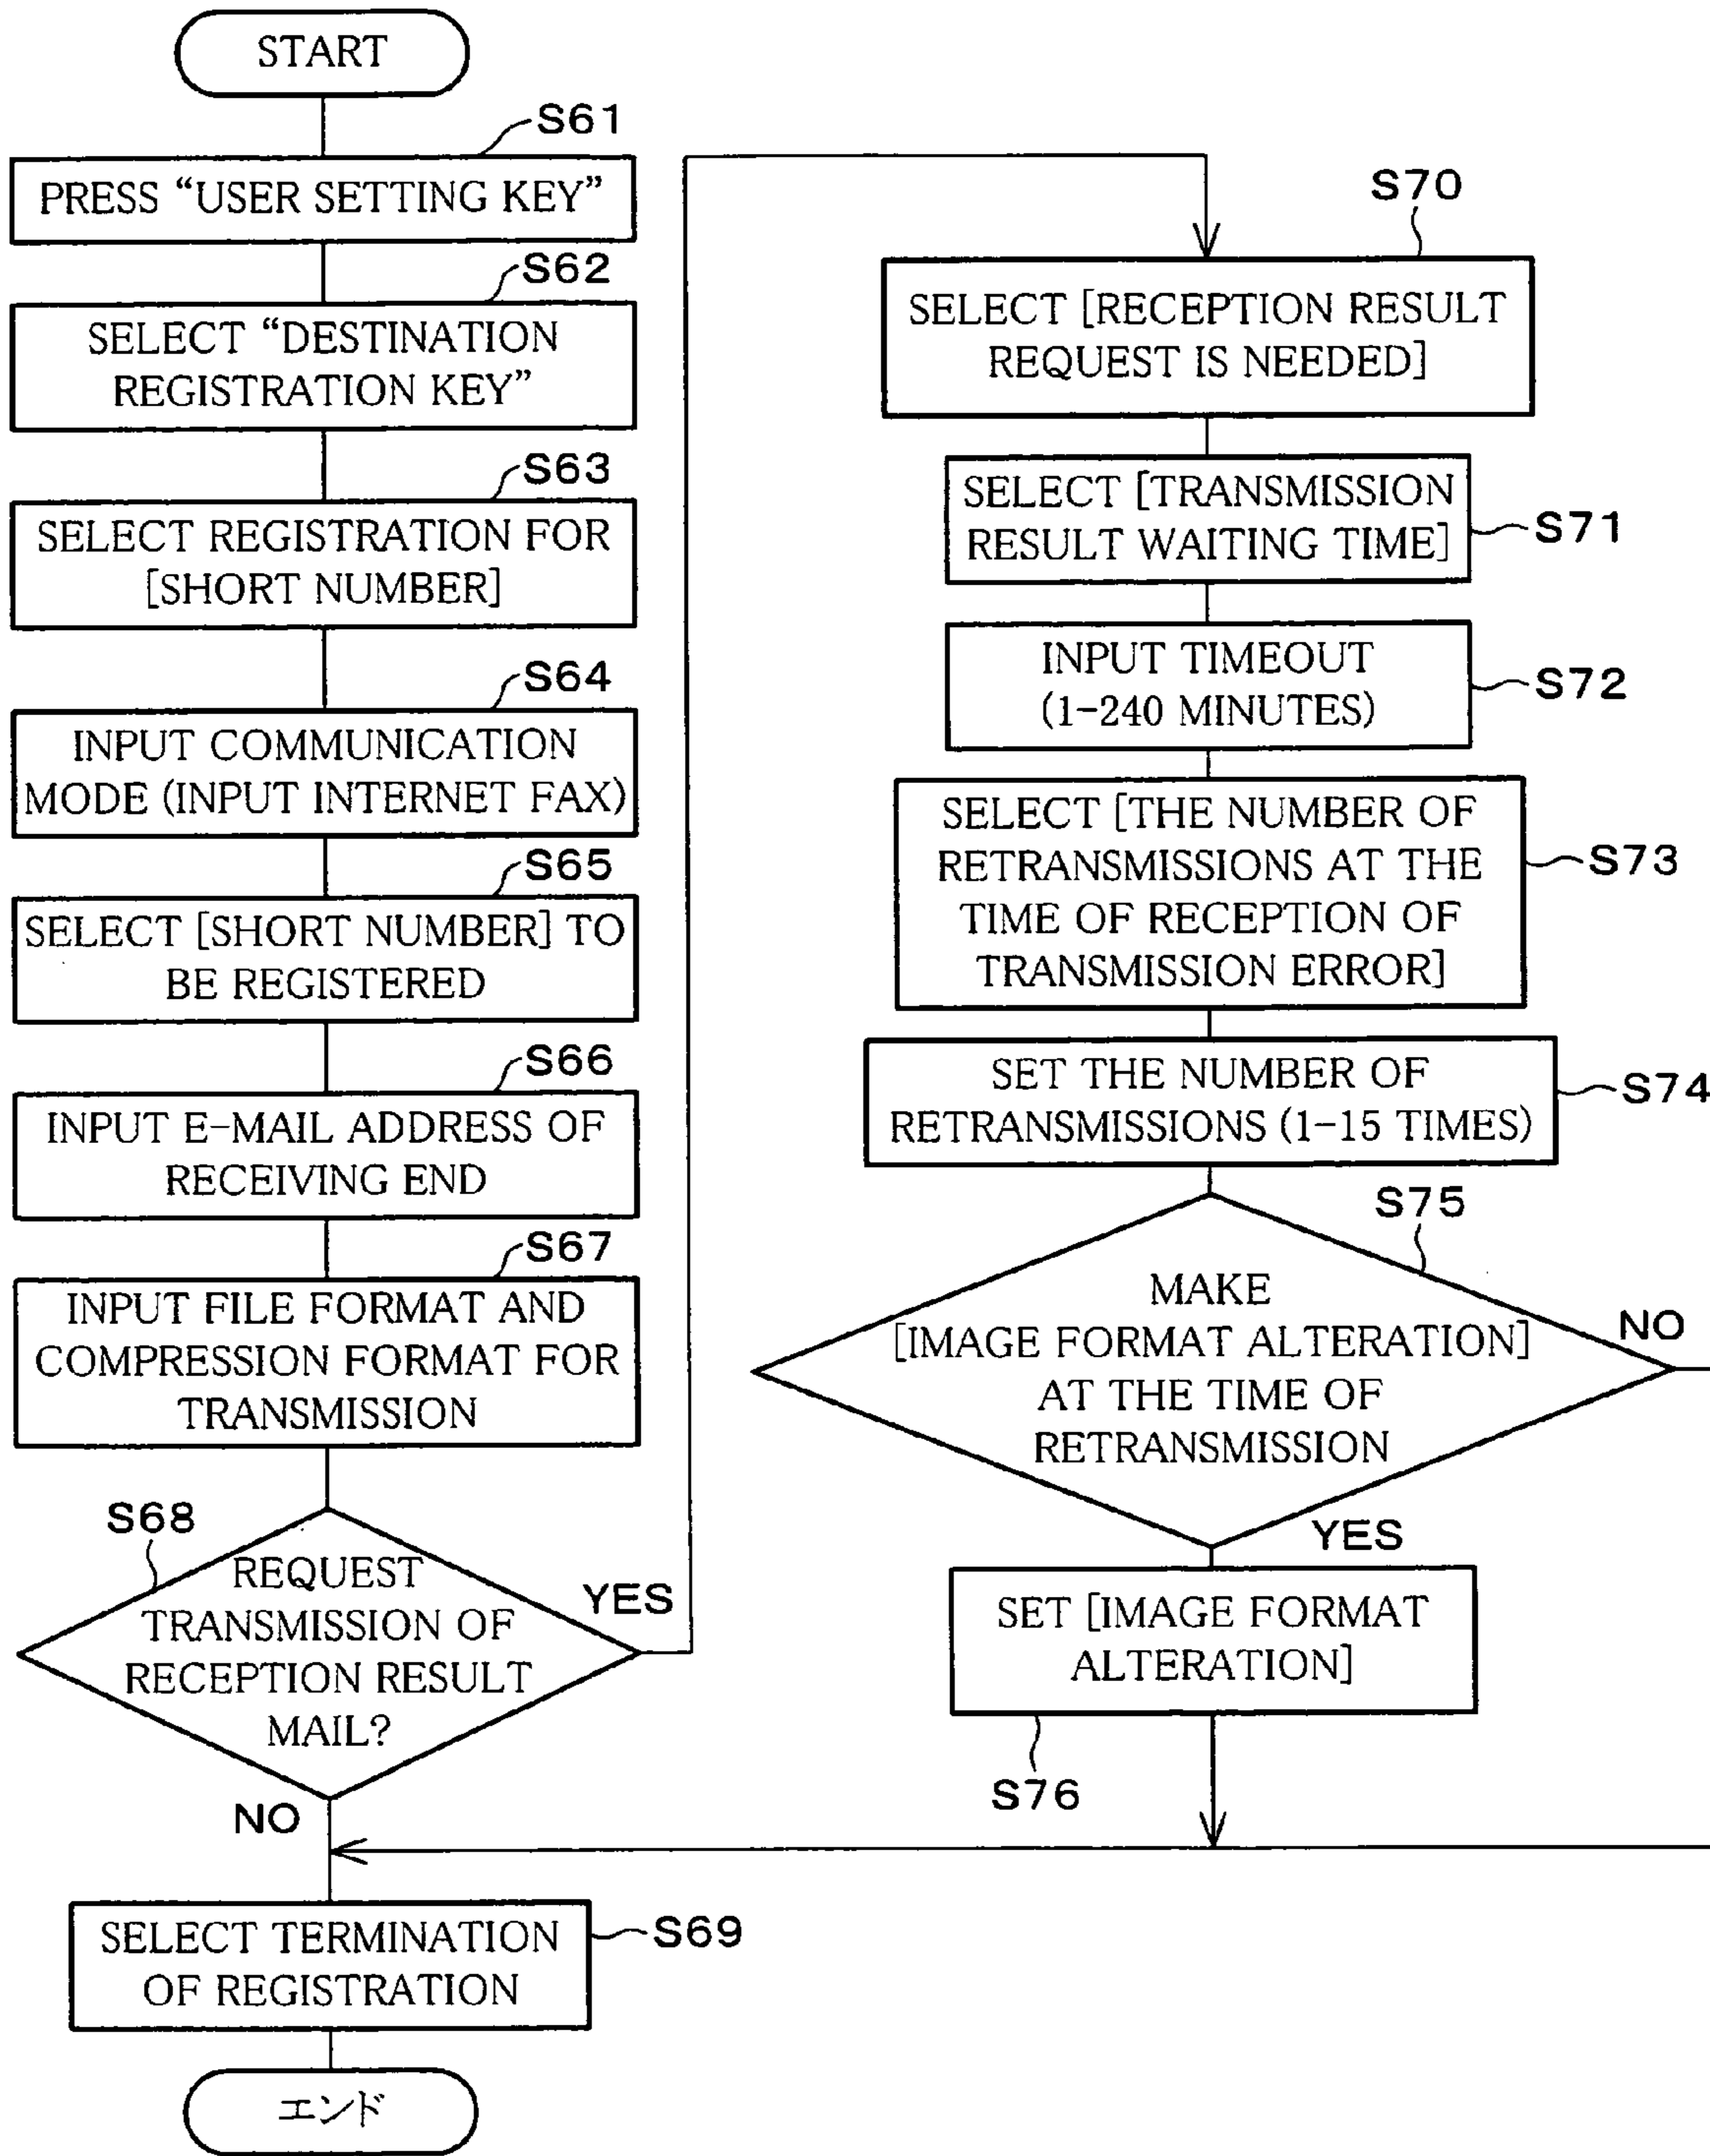 START
S61
PRESS “USER SETTING KEY”
S62
SELECT “DESTINATION
REGISTRATION KEY”
S63
SELECT REGISTRATION FOR
[SHORT NUMBER]
S64
INPUT COMMUNICATION
MODE (INPUT INTERNET FAX)
S65
SELECT [SHORT NUMBER] TO
BE REGISTERED
S66
INPUT E-MAIL ADDRESS OF
RECEIVING END
S67
INPUT FILE FORMAT AND
COMPRESSION FORMAT FOR
TRANSMISSION
S68
REQUEST
TRANSMISSION OF
RECEPTION RESULT
MAIL?
YES
NO
SELECT TERMINATION
OF REGISTRATION
S69
エンド
S70
SELECT [RECEPTION RESULT
REQUEST IS NEEDED]
SELECT [TRANSMISSION
RESULT WAITING TIME]
S71
INPUT TIMEOUT
(1-240 MINUTES)
S72
SELECT [THE NUMBER OF
RETRANSMISSIONS AT THE
TIME OF RECEPTION OF
TRANSMISSION ERROR]
S73
SET THE NUMBER OF
RETRANSMISSIONS (1-15 TIMES)
S74
S75
MAKE
[IMAGE FORMAT ALTERATION]
AT THE TIME OF
RETRANSMISSION
NO
YES
SET [IMAGE FORMAT
ALTERATION]
S76